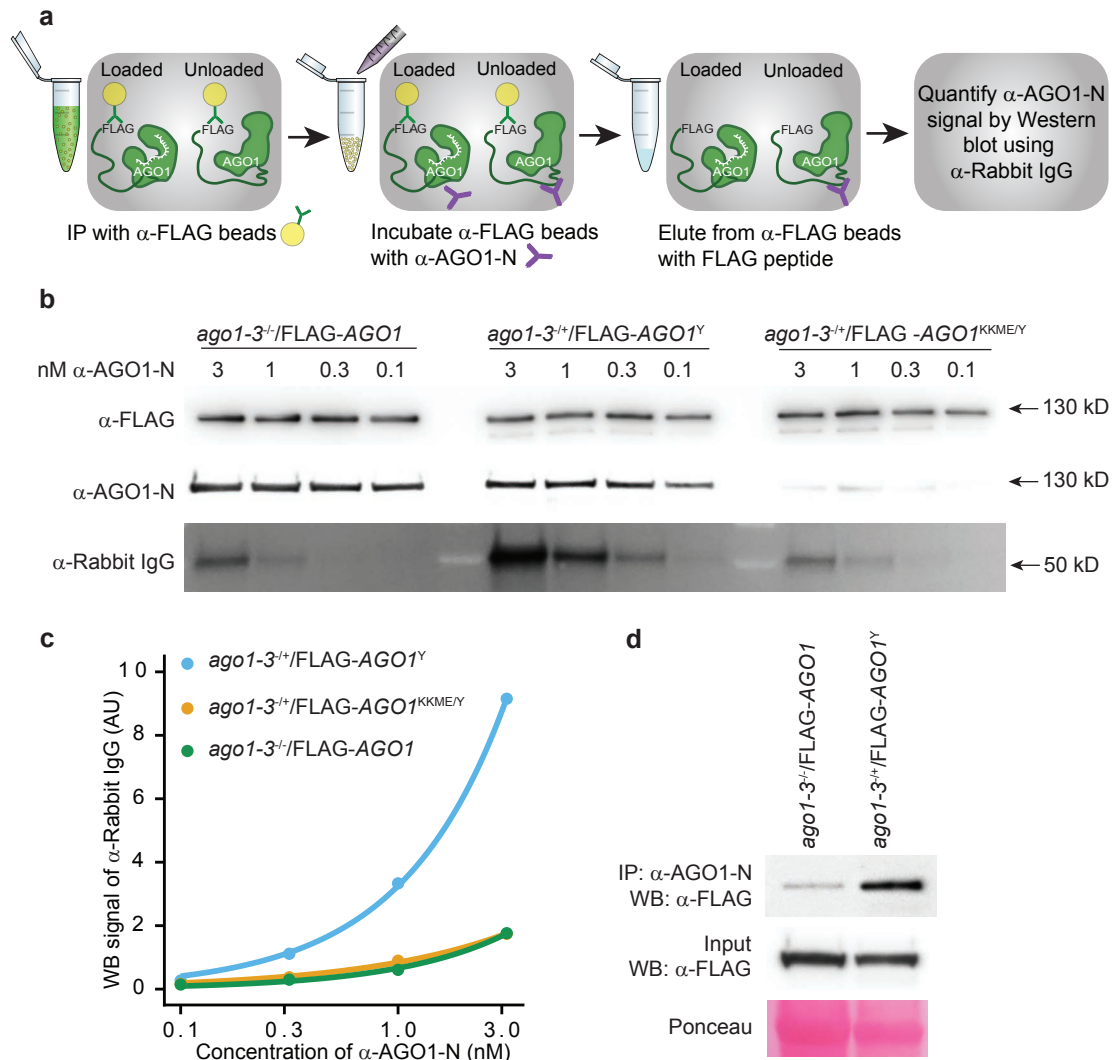 a
Loaded Unloaded
FLAG FLAG
AGO1 AGO1
IP with α-FLAG beads
Loaded Unloaded
FLAG FLAG
AGO1 AGO1
Incubate α-FLAG beads
with α-AGO1-N
Loaded Unloaded
FLAG FLAG
AGO1 AGO1
Elute from α-FLAG beads
with FLAG peptide
Quantify α-AGO1-N
signal by Western
blot using
α-Rabbit IgG
b
ago1-3-/-/FLAG-AGO1 ago1-3-/+/FLAG-AGO1Y ago1-3-/+/FLAG -AGO1KKME/Y
nM α-AGO1-N 3 1 0.3 0.1 3 1 0.3 0.1 3 1 0.3 0.1
α-FLAG 130 kD
α-AGO1-N 130 kD
α-Rabbit IgG 50 kD
c
WB signal of α-Rabbit IgG (AU)
10
8
6
4
2
0
ago1-3-/+/FLAG-AGO1Y
ago1-3-/+/FLAG-AGO1KKME/Y
ago1-3-/-/FLAG-AGO1
0.1 0.3 1.0 3.0
Concentration of α-AGO1-N (nM)
d
ago1-3-/-/FLAG-AGO1
ago1-3-/+/FLAG-AGO1Y
IP: α-AGO1-N
WB: α-FLAG
Input
WB: α-FLAG
Ponceau